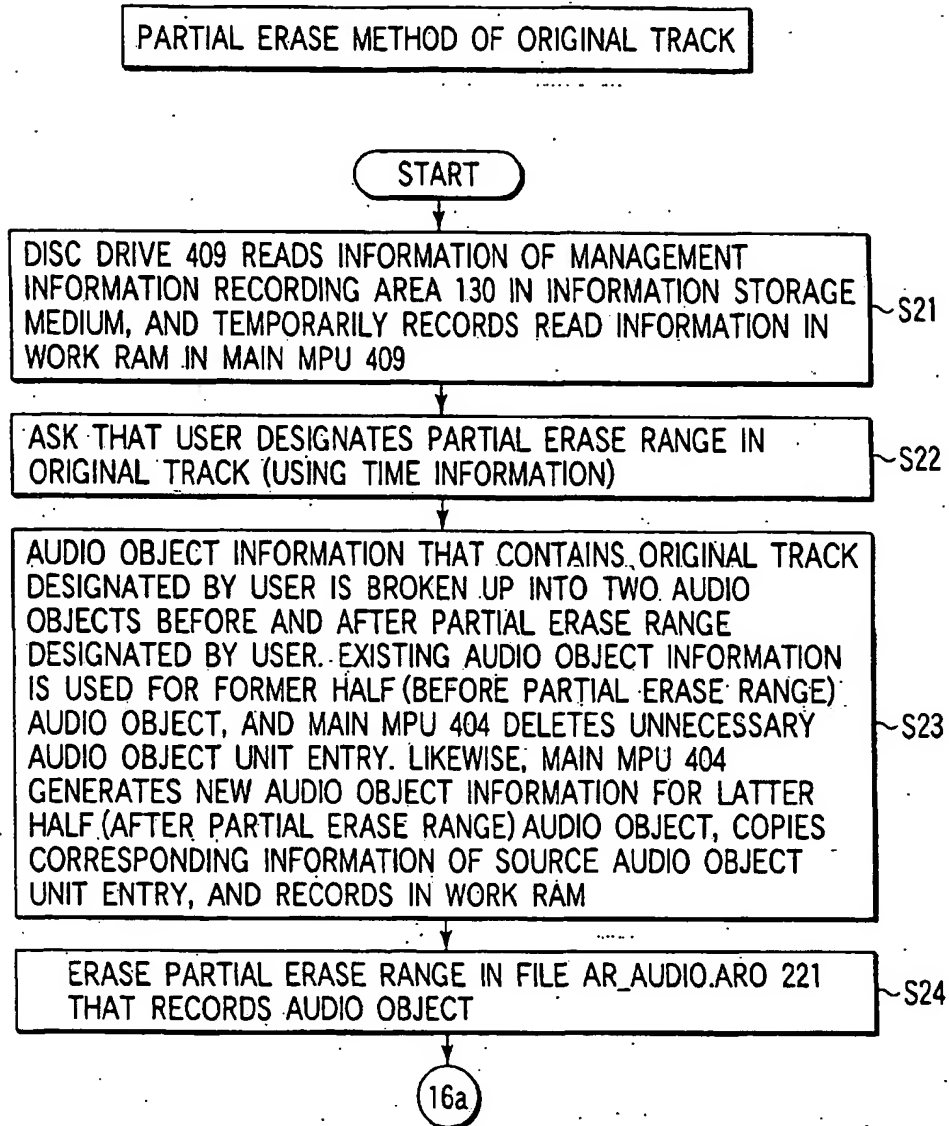 PARTIAL ERASE METHOD OF ORIGINAL TRACK
START
DISC DRIVE 409 READS INFORMATION OF MANAGEMENT
INFORMATION RECORDING AREA 130 IN INFORMATION STORAGE
MEDIUM, AND TEMPORARILY RECORDS READ INFORMATION IN
WORK RAM IN MAIN MPU 409
S21
ASK THAT USER DESIGNATES PARTIAL ERASE RANGE IN
ORIGINAL TRACK (USING TIME INFORMATION)
S22
AUDIO OBJECT INFORMATION THAT CONTAINS ORIGINAL TRACK
DESIGNATED BY USER IS BROKEN UP INTO TWO AUDIO
OBJECTS BEFORE AND AFTER PARTIAL ERASE RANGE
DESIGNATED BY USER. EXISTING AUDIO OBJECT INFORMATION
IS USED FOR FORMER HALF (BEFORE PARTIAL ERASE RANGE)
AUDIO OBJECT, AND MAIN MPU 404 DELETES UNNECESSARY
AUDIO OBJECT UNIT ENTRY. LIKEWISE, MAIN MPU 404
GENERATES NEW AUDIO OBJECT INFORMATION FOR LATTER
HALF (AFTER PARTIAL ERASE RANGE) AUDIO OBJECT, COPIES
CORRESPONDING INFORMATION OF SOURCE AUDIO OBJECT
UNIT ENTRY, AND RECORDS IN WORK RAM
S23
ERASE PARTIAL ERASE RANGE IN FILE AR_AUDIO.ARO 221
THAT RECORDS AUDIO OBJECT
S24
16a